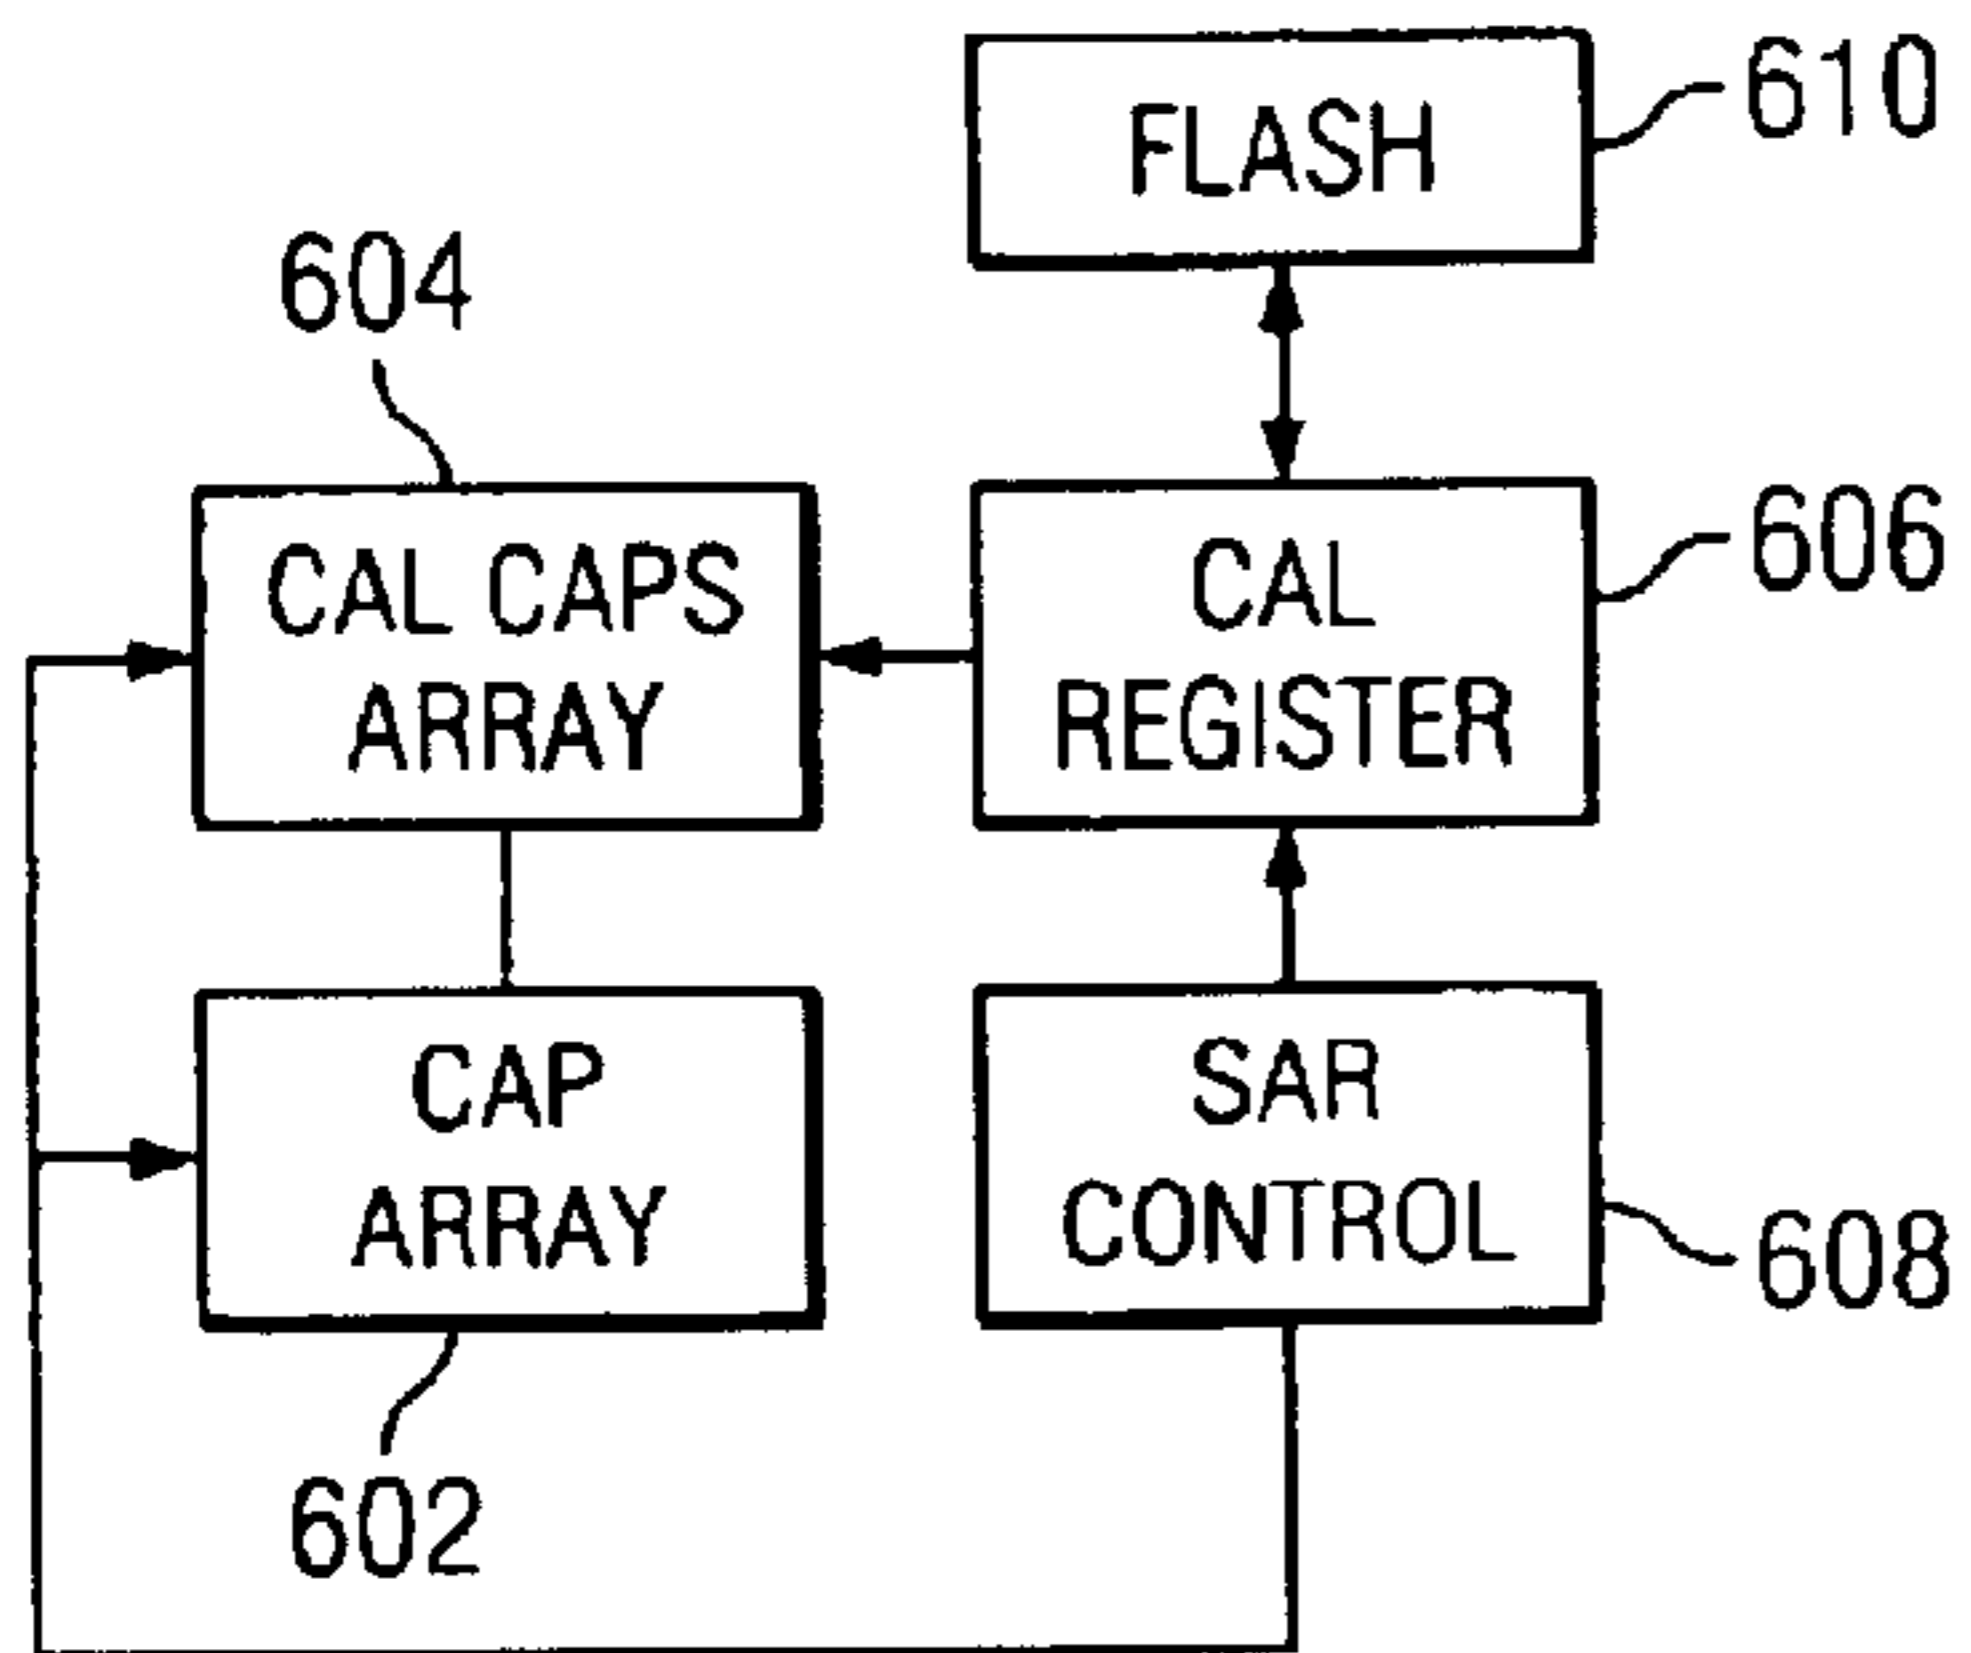 FLASH
610
604
CAL CAPS
ARRAY
CAL
REGISTER
606
CAP
ARRAY
SAR
CONTROL
608
602